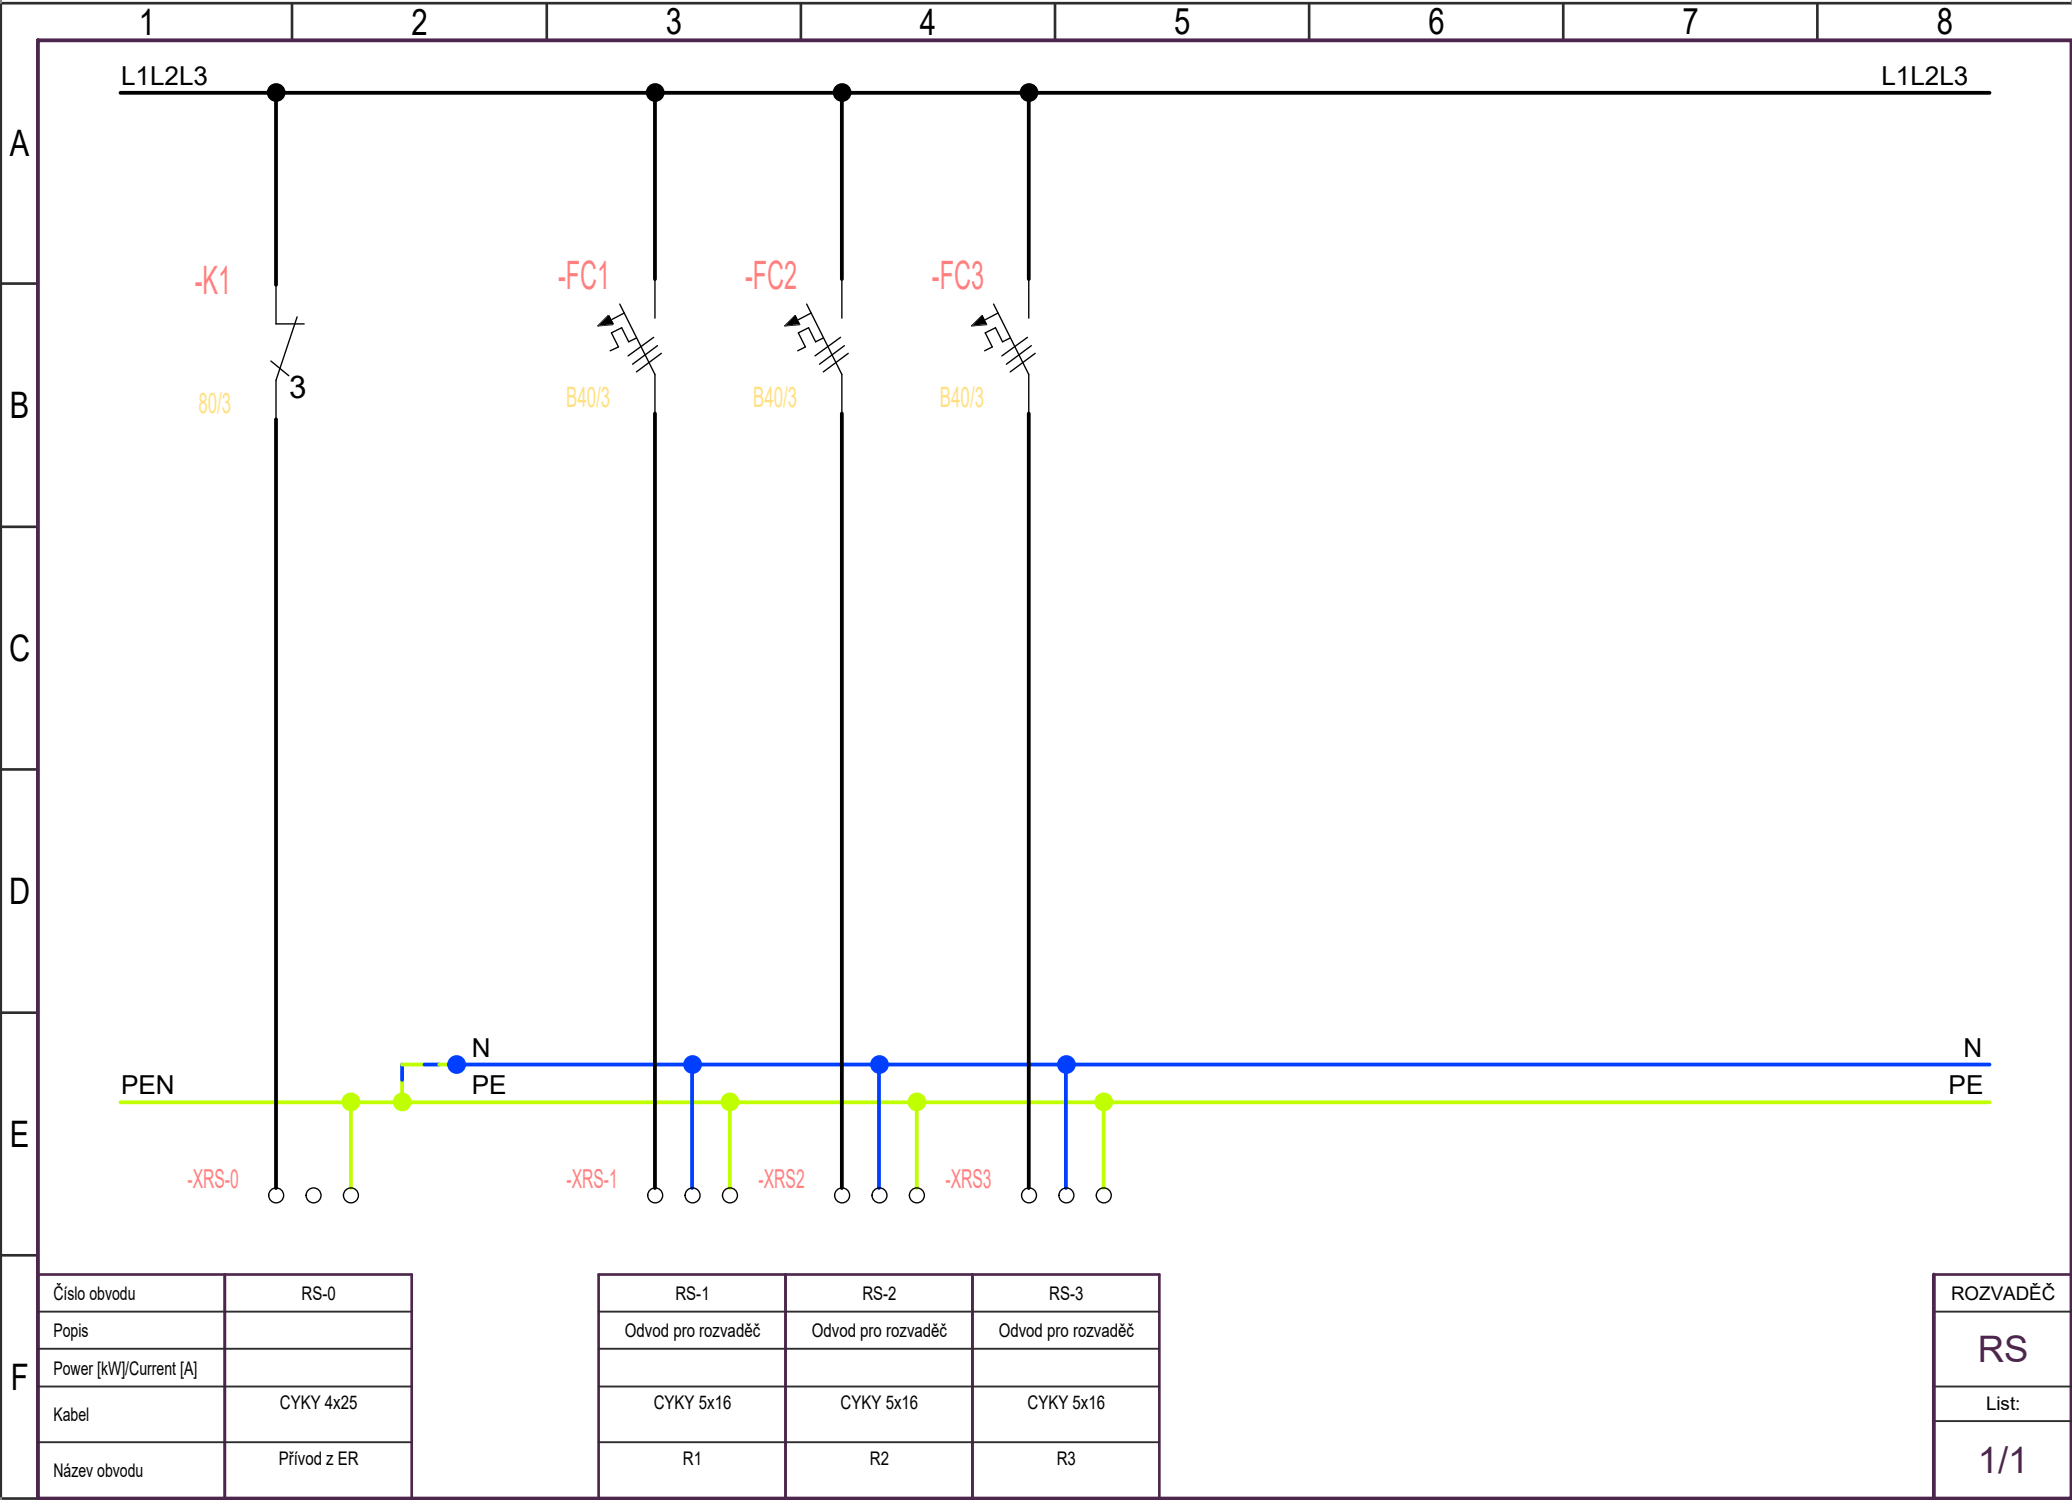 1 2 3 4 5 6 7 8
L1L2L3 L1L2L3
A
-K1 -FC1 -FC2 -FC3
B
80/3 3 B40/3 B40/3 B40/3
C
D
N N
PEN PE PE
E
-XRS-0 -XRS-1 -XRS2 -XRS3
F
Číslo obvodu RS-0 RS-1 RS-2 RS-3
Popis Odvod pro rozvaděč Odvod pro rozvaděč Odvod pro rozvaděč
Power [kW]/Current [A]
Kabel CYKY 4x25 CYKY 5x16 CYKY 5x16 CYKY 5x16
Název obvodu Přívod z ER R1 R2 R3
ROZVADĚČ
RS
List:
1/1